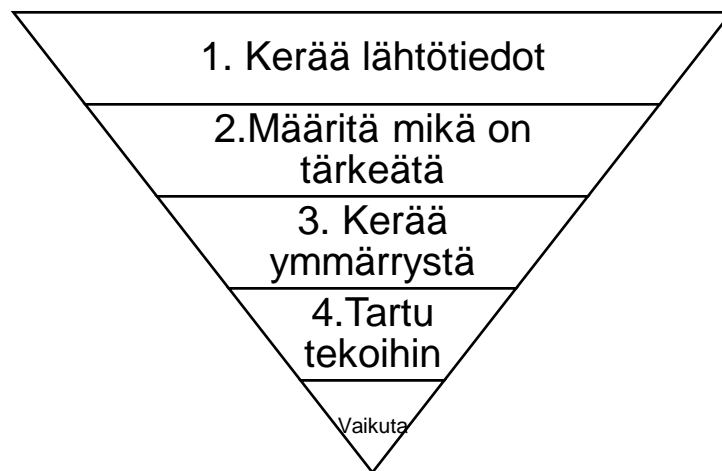 1. Kerää lähtötiedot
2.Määritä mikä on
tärkeätä
3. Kerää
ymmärrystä
4.Tartu
tekoihin
Vaikuta